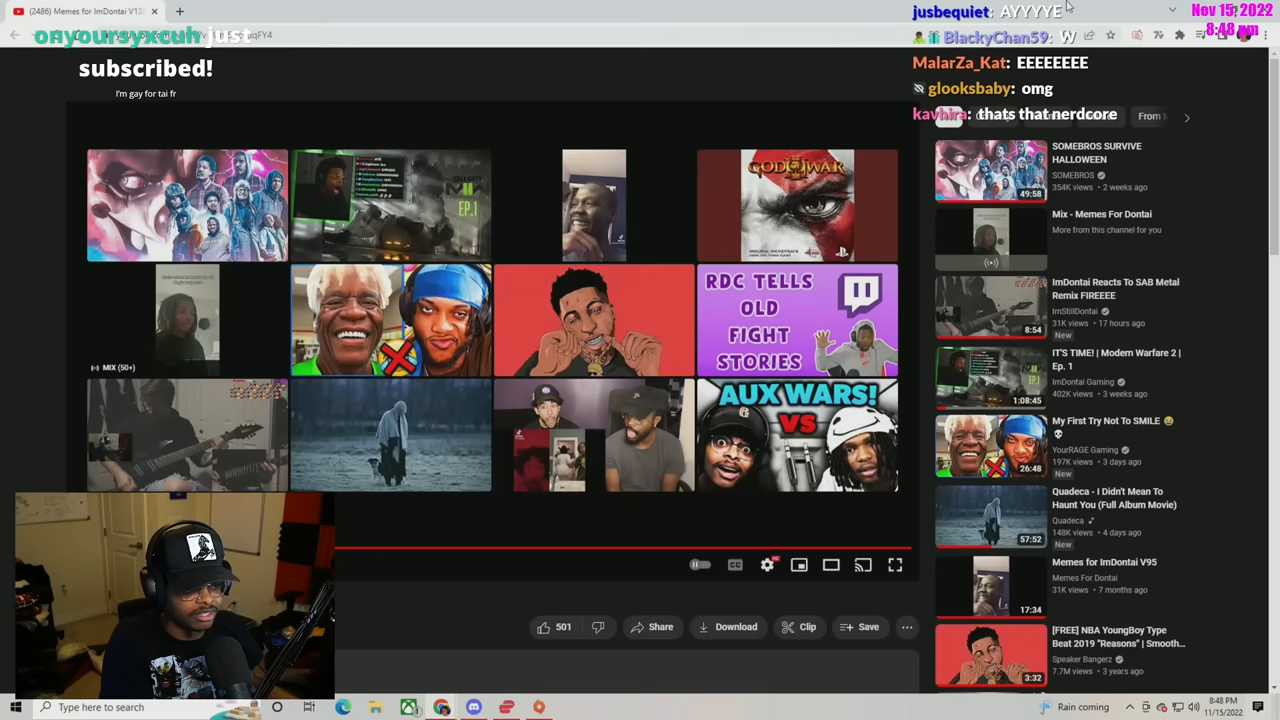 (2486) Memes for ImDontai V13
jusbequiet: AYYYYE
Nov 15, 2022
8:48 pm
onyoursyxcuh just
subscribed!
I'm gay for tai fr
BlackyChan59: W
MalarZa_Kat: EEEEEEEE
glooksbaby: omg
kavhira: thats that nerdcore
From
SOMEBROS SURVIVE
HALLOWEEN
SOMEBROS
354K views • 2 weeks ago
49:58
Mix - Memes For Dontai
More from this channel for you
ImDontai Reacts To SAB Metal
Remix FIREEEE
ImStillDontai
31K views • 17 hours ago
New
8:54
IT'S TIME! | Modern Warfare 2 |
Ep. 1
ImDontai Gaming
402K views • 3 weeks ago
1:08:45
My First Try Not To SMILE
YourRAGE Gaming
197K views • 3 days ago
New
26:48
Quadeca - I Didn't Mean To
Haunt You (Full Album Movie)
Quadeca
148K views • 4 days ago
New
57:52
Memes for ImDontai V95
Memes For Dontai
31K views • 7 months ago
17:34
[FREE] NBA YoungBoy Type
Beat 2019 "Reasons" | Smooth...
Speaker Bangerz
7.7M views • 3 years ago
3:32
EP.1
GOD OF WAR
MIX (50+)
RDC TELLS
OLD
FIGHT
STORIES
AUX WARS!
VS
501
Share
Download
Clip
Save
Type here to search
Rain coming
8:48 PM
11/15/2022